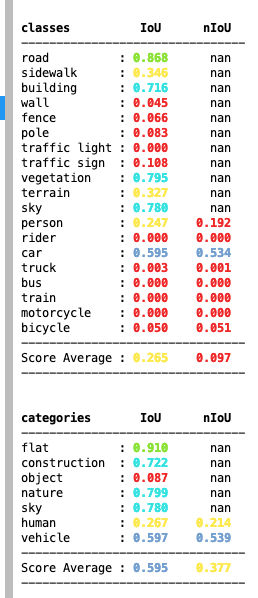 classes IoU nIoU
--------------------------------
road : 0.868 nan
sidewalk : 0.346 nan
building : 0.716 nan
wall : 0.045 nan
fence : 0.066 nan
pole : 0.083 nan
traffic light : 0.000 nan
traffic sign : 0.108 nan
vegetation : 0.795 nan
terrain : 0.327 nan
sky : 0.780 nan
person : 0.247 0.192
rider : 0.000 0.000
car : 0.595 0.534
truck : 0.003 0.001
bus : 0.000 0.000
train : 0.000 0.000
motorcycle : 0.000 0.000
bicycle : 0.050 0.051
--------------------------------
Score Average : 0.265 0.097
--------------------------------
categories IoU nIoU
--------------------------------
flat : 0.910 nan
construction : 0.722 nan
object : 0.087 nan
nature : 0.799 nan
sky : 0.780 nan
human : 0.267 0.214
vehicle : 0.597 0.539
--------------------------------
Score Average : 0.595 0.377
--------------------------------